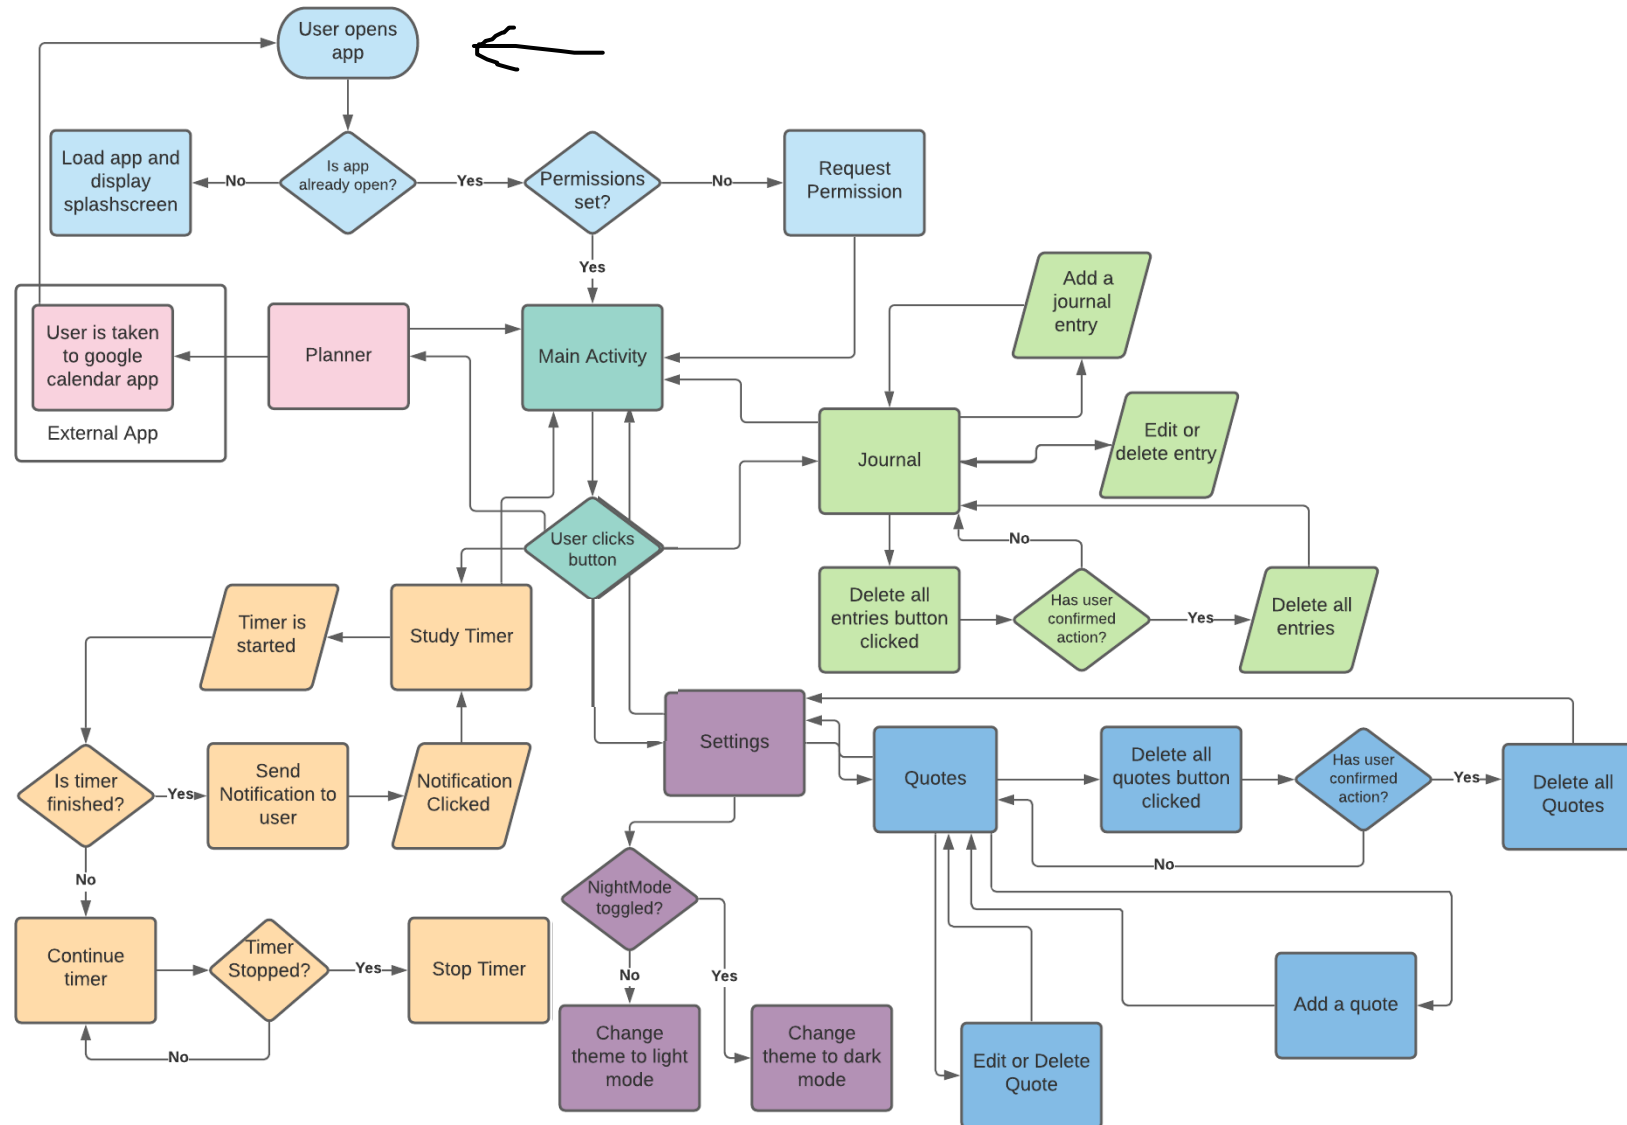 User opens
app
Is app
already open?
No
Yes
Load app and
display
splashscreen
Permissions
set?
No
Request
Permission
Yes
User is taken
to google
calendar app
External App
Planner
Main Activity
Add a
journal
entry
Journal
Edit or
delete entry
User clicks
button
No
Delete all
entries button
clicked
Has user
confirmed
action?
Yes
Delete all
entries
Timer is
started
Study Timer
Is timer
finished?
Yes
Send
Notification to
user
Notification
Clicked
Settings
Quotes
Delete all
quotes button
clicked
Has user
confirmed
action?
Yes
Delete all
Quotes
No
No
Continue
timer
Timer
Stopped?
Yes
Stop Timer
No
NightMode
toggled?
No
Yes
Change
theme to light
mode
Change
theme to dark
mode
Add a quote
Edit or Delete
Quote